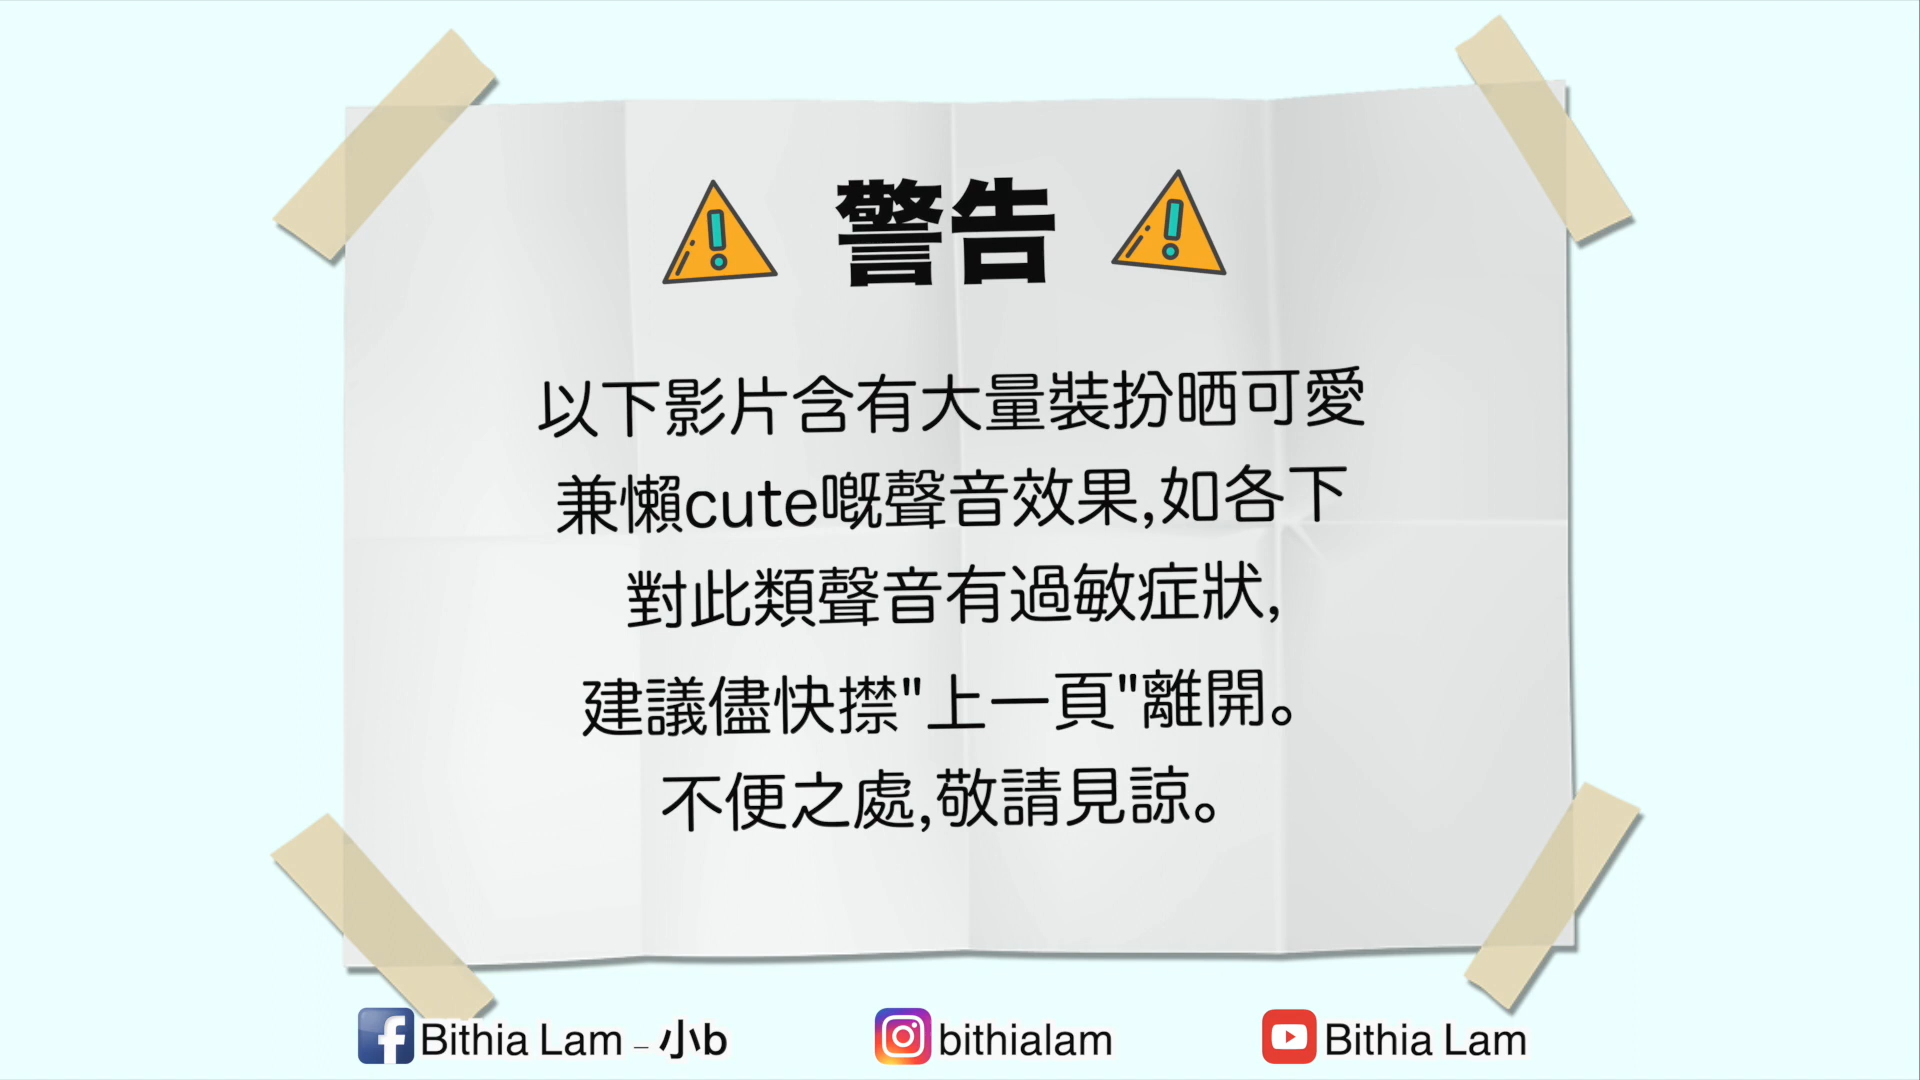 警告
以下影片含有大量裝扮晒可愛
兼懶cute嘅聲音效果,如各下
對此類聲音有過敏症狀,
建議儘快㩒"上一頁"離開。
不便之處,敬請見諒。
Bithia Lam – 小b
bithialam
Bithia Lam